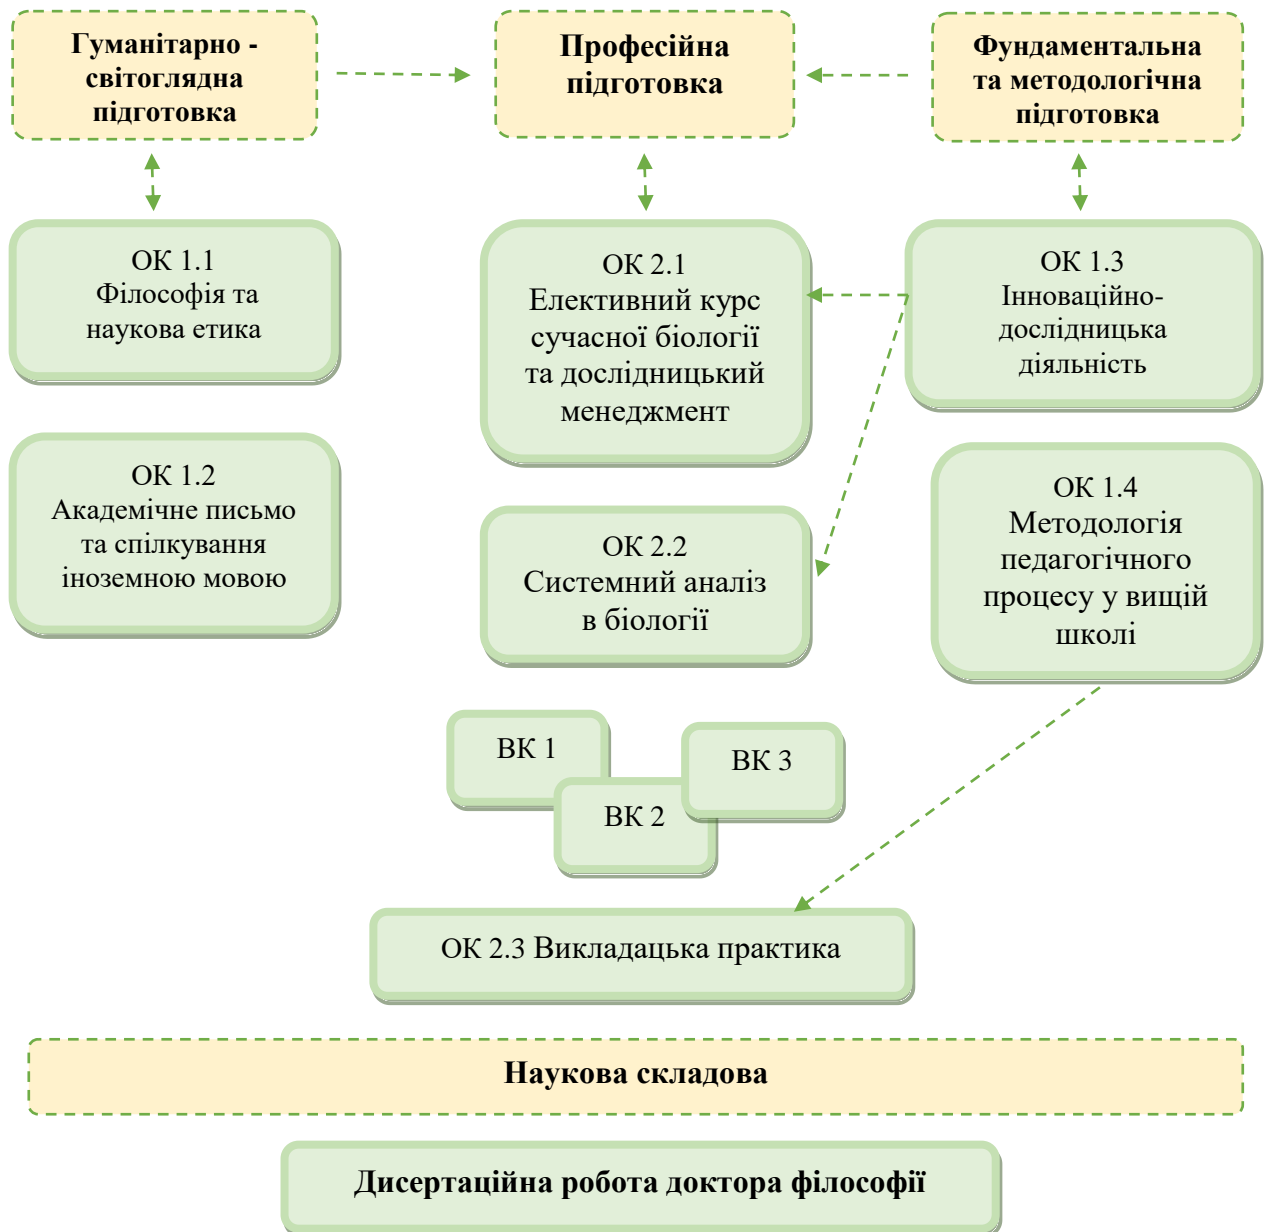 Гуманітарно -
світоглядна
підготовка
Професійна
підготовка
Фундаментальна
та методологічна
підготовка
ОК 1.1
Філософія та
наукова етика
ОК 2.1
Елективний курс
сучасної біології
та дослідницький
менеджмент
ОК 1.3
Інноваційно-
дослідницька
діяльність
ОК 1.2
Академічне письмо
та спілкування
іноземною мовою
ОК 2.2
Системний аналіз
в біології
ОК 1.4
Методологія
педагогічного
процесу у вищій
школі
ВК 1
ВК 2
ВК 3
ОК 2.3 Викладацька практика
Наукова складова
Дисертаційна робота доктора філософії